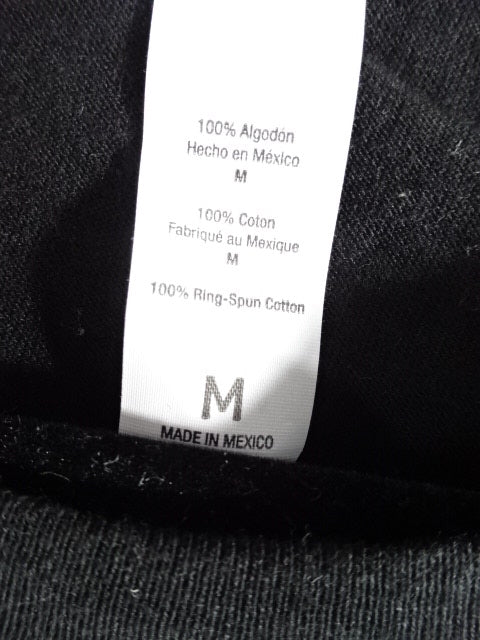 100% Algodón
Hecho en México
M
100% Coton
Fabriqué au Mexique
M
100% Ring-Spun Cotton
M
MADE IN MEXICO